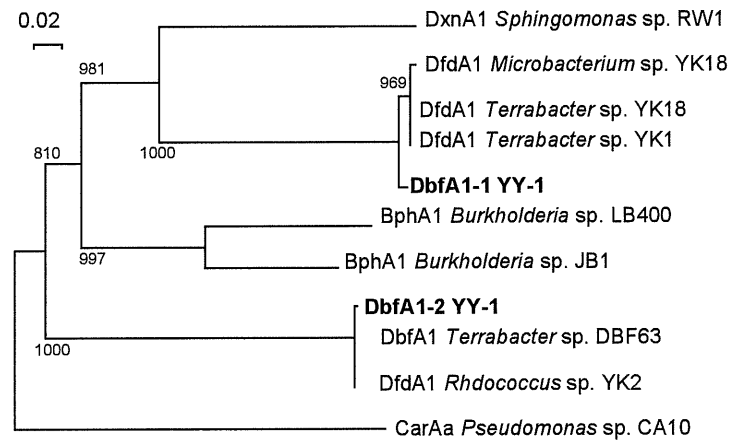 0.02
DxnA1 Sphingomonas sp. RW1
981
DfdA1 Microbacterium sp. YK18
969
DfdA1 Terrabacter sp. YK18
DfdA1 Terrabacter sp. YK1
810
1000
DbfA1-1 YY-1
BphA1 Burkholderia sp. LB400
997
BphA1 Burkholderia sp. JB1
DbfA1-2 YY-1
DbfA1 Terrabacter sp. DBF63
1000
DfdA1 Rhdococcus sp. YK2
CarAa Pseudomonas sp. CA10